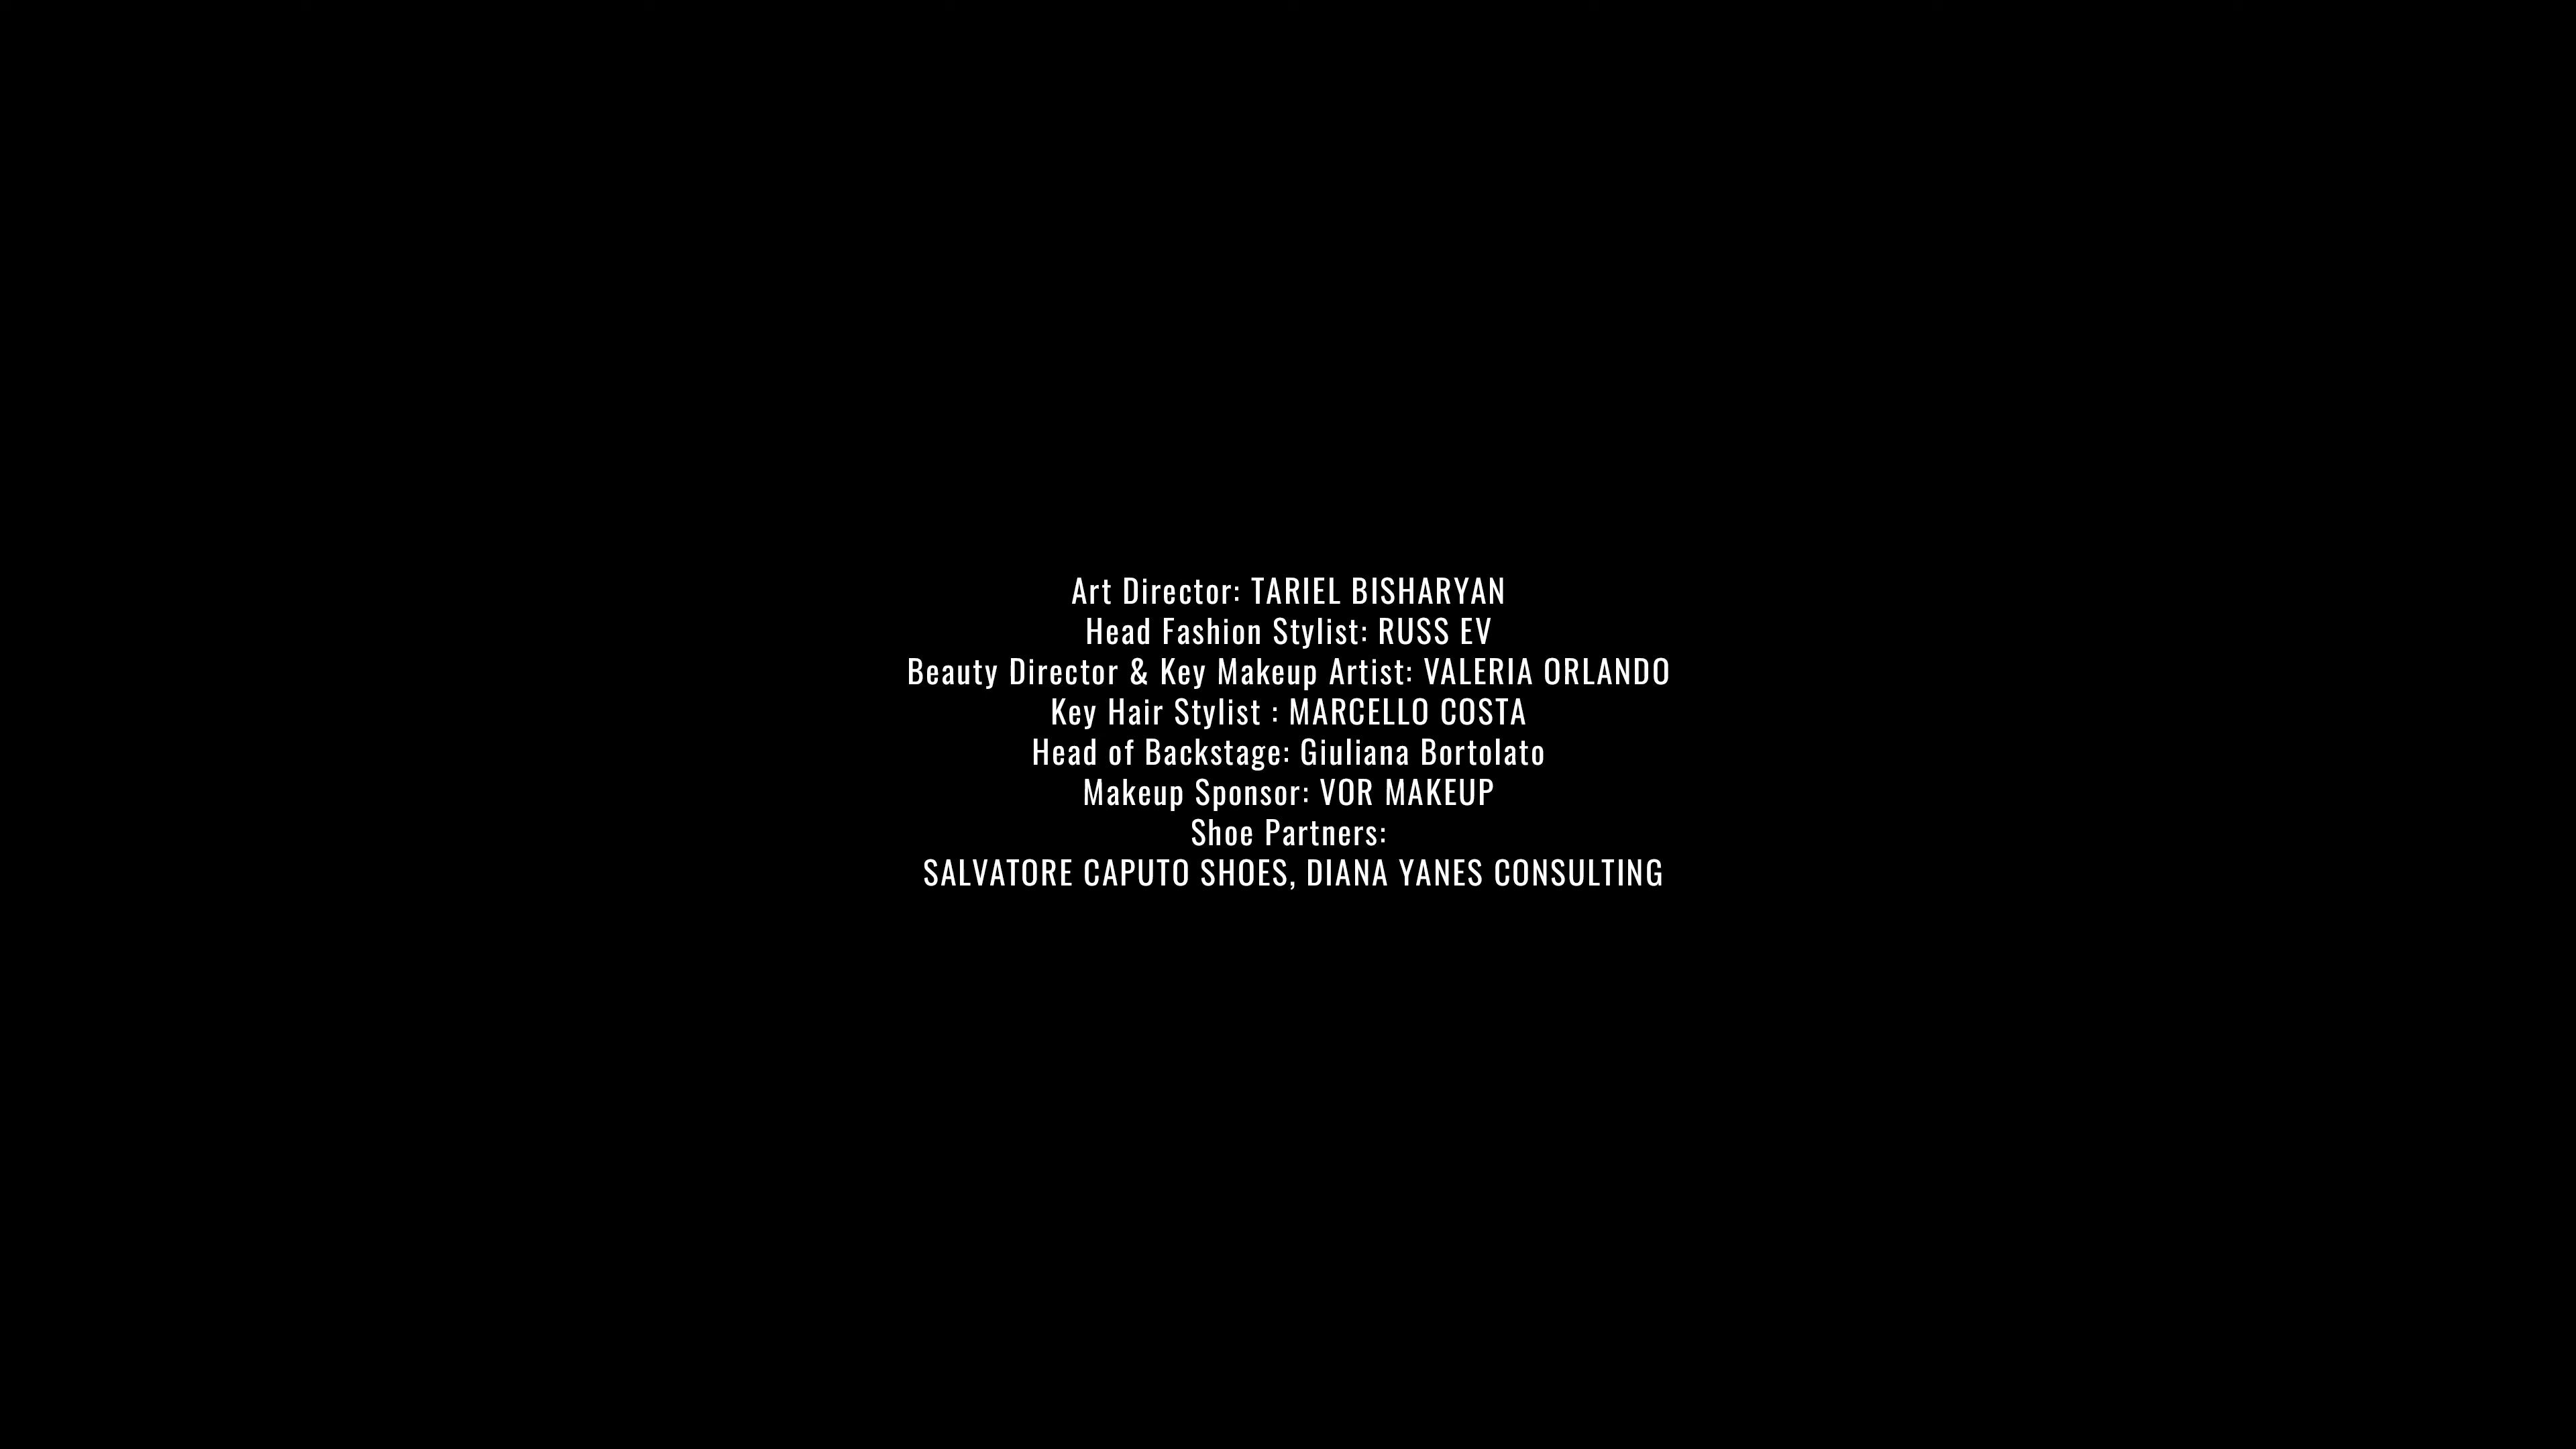 Art Director: TARIEL BISHARYAN
Head Fashion Stylist: RUSS EV
Beauty Director & Key Makeup Artist: VALERIA ORLANDO
Key Hair Stylist : MARCELLO COSTA
Head of Backstage: Giuliana Bortolato
Makeup Sponsor: VOR MAKEUP
Shoe Partners:
SALVATORE CAPUTO SHOES, DIANA YANES CONSULTING